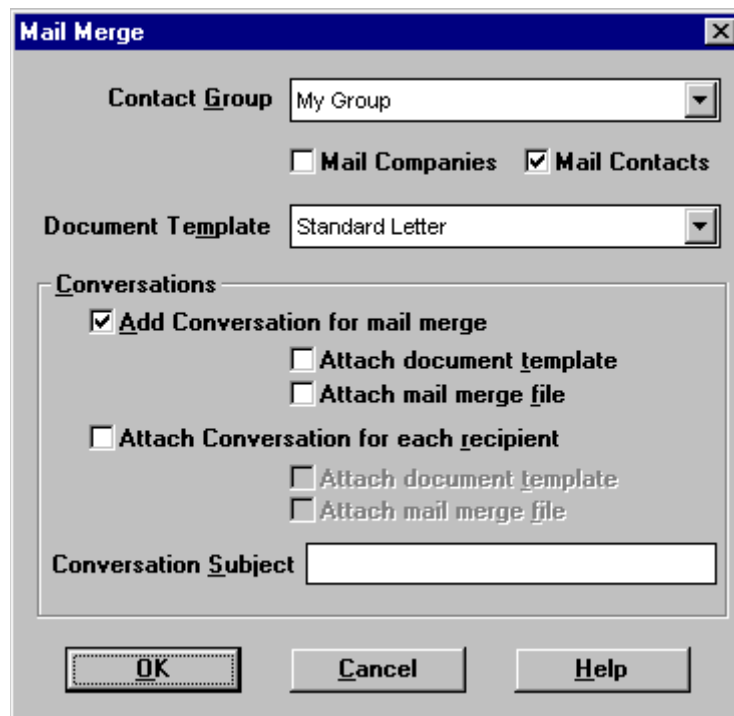 Mail Merge
Contact Group My Group
Mail Companies Mail Contacts
Document Template Standard Letter
Conversations
Add Conversation for mail merge
Attach document template
Attach mail merge file
Attach Conversation for each recipient
Attach document template
Attach mail merge file
Conversation Subject
OK Cancel Help